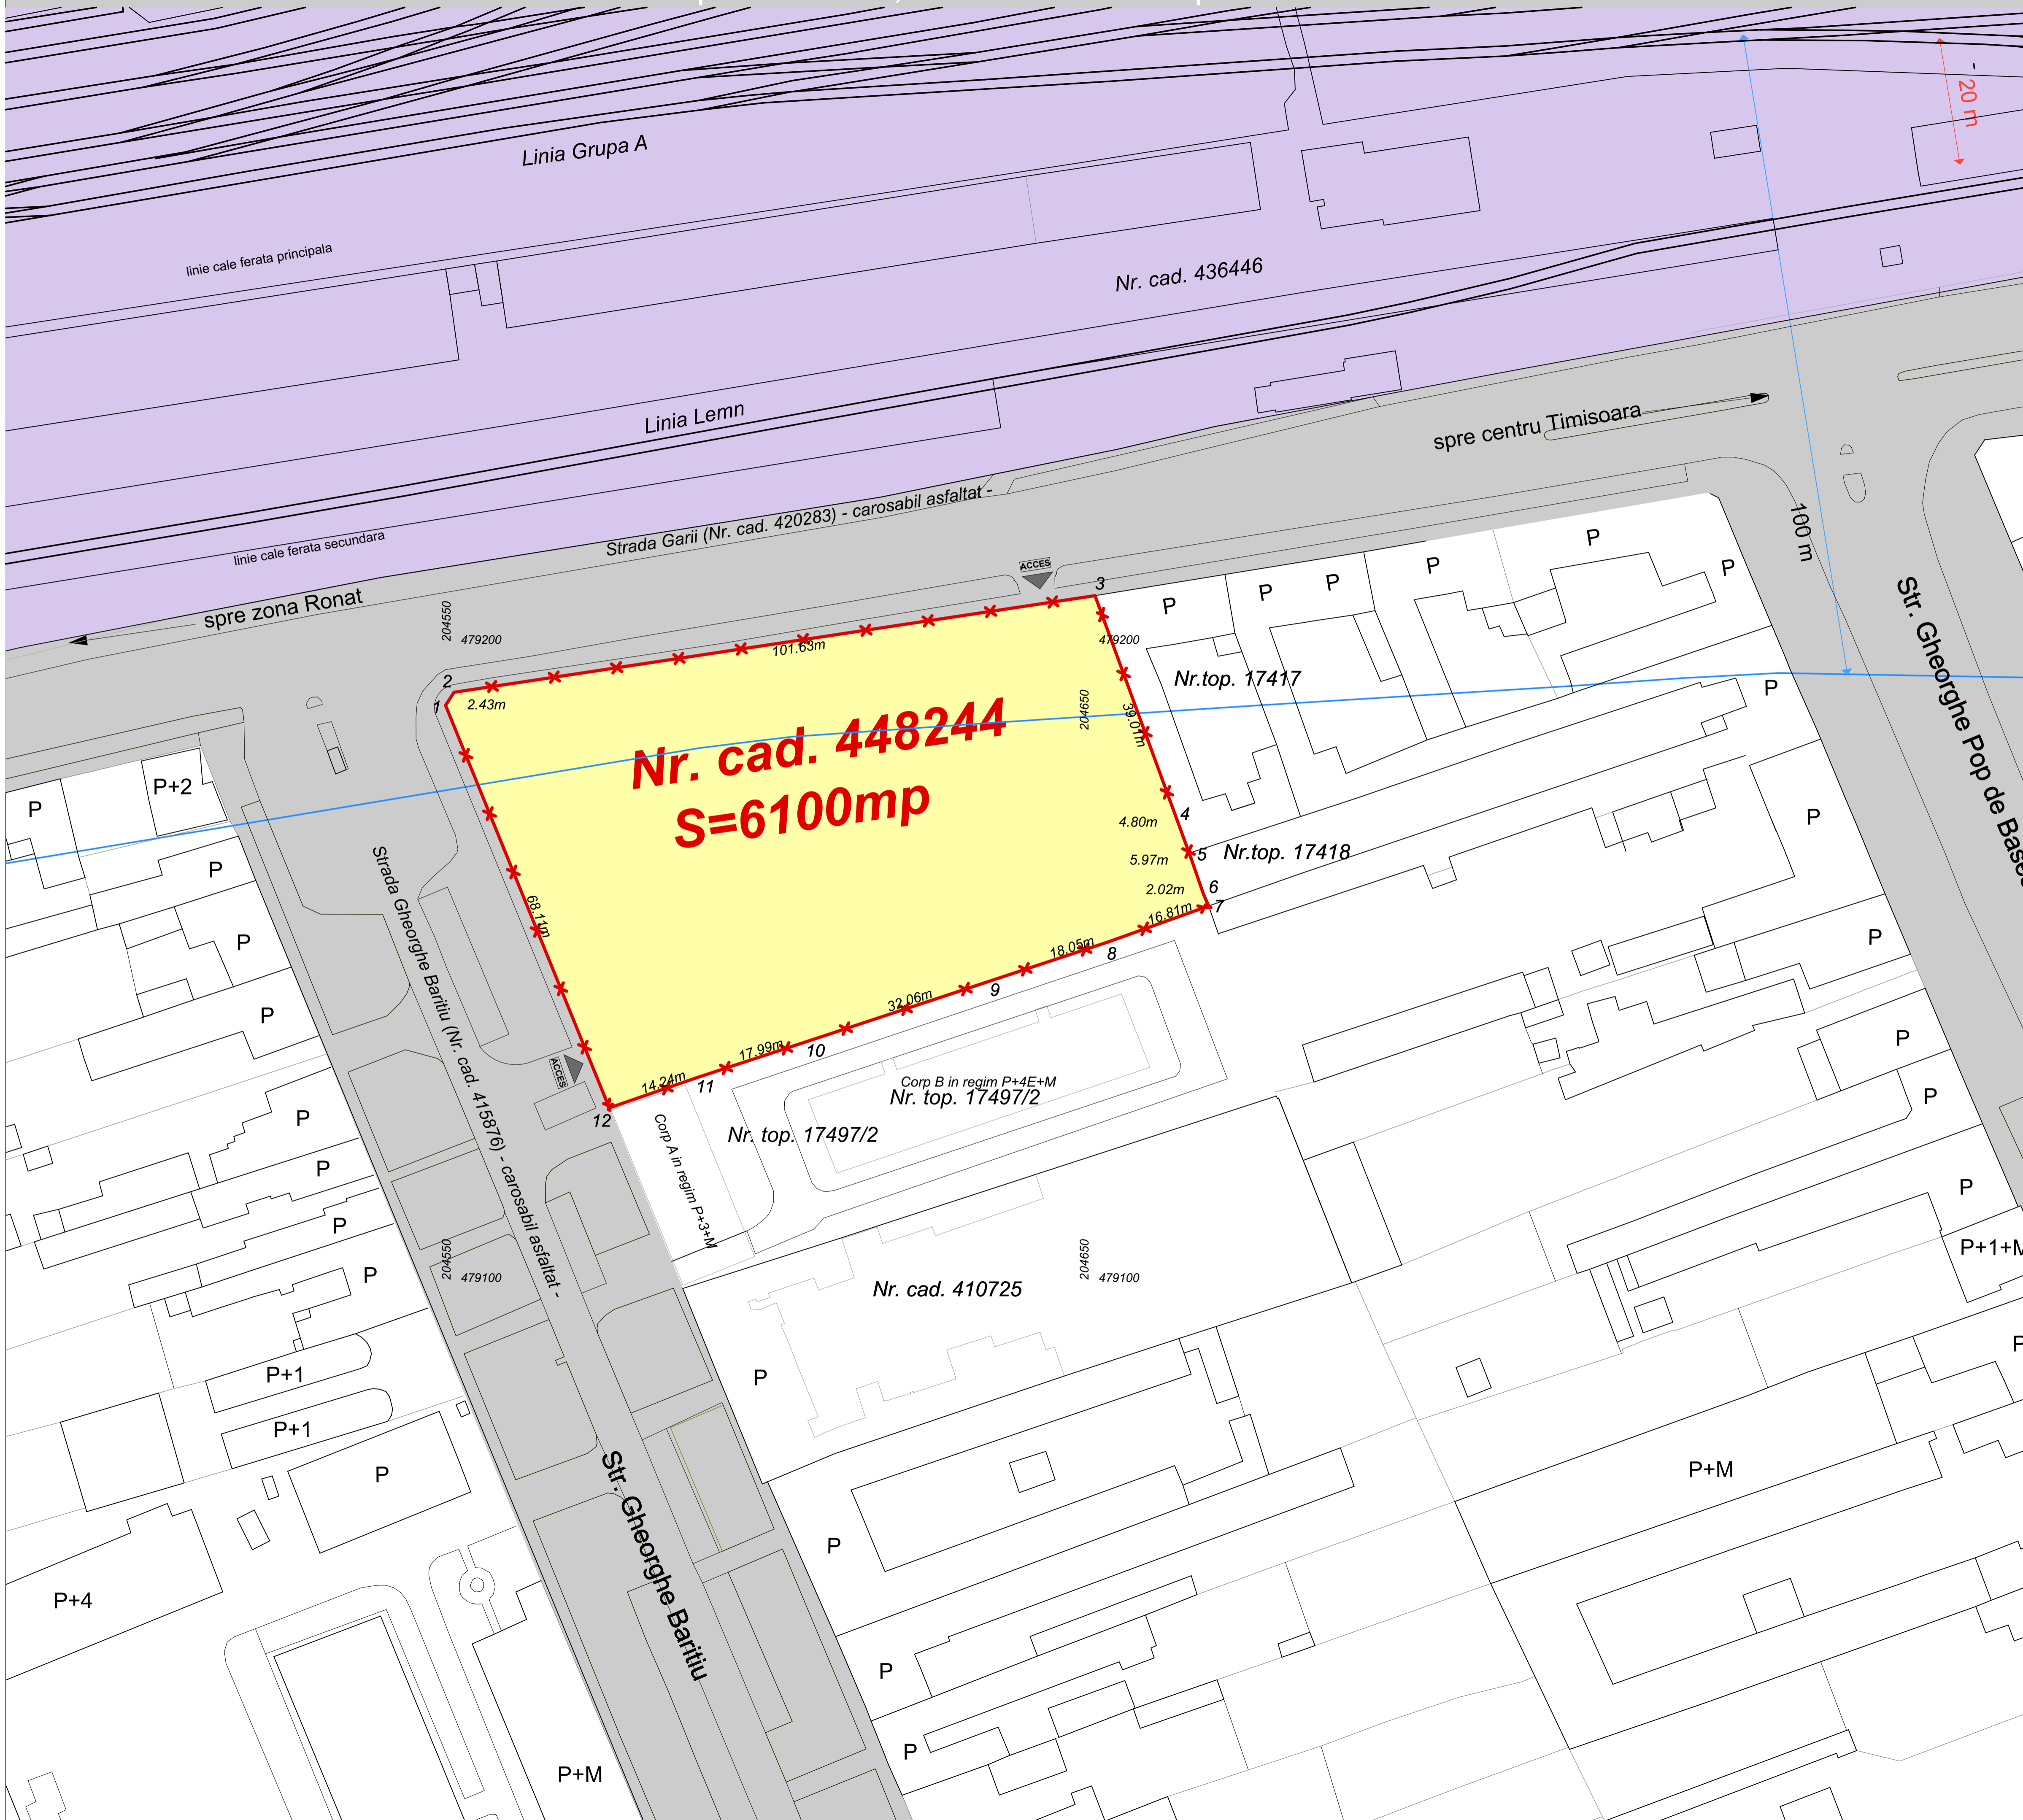 - 20 m
Linia Grupa A
linie cale ferata principala
Nr. cad. 436446
Linia Lemn
spre centru Timisoara
Strada Garii (Nr. cad. 420283) - carosabil asfaltat -
linie cale ferata secundara
100 m
spre zona Ronat
ACCES
3
P
P
P
P
P
P
204550
479200
479200
101.63m
2
1
2.43m
Nr.top. 17417
204650
39.01m
P
Str. Gheorghe Pop de Base
Nr. cad. 448244
S=6100mp
P
P+2
4
4.80m
5
5.97m
Nr.top. 17418
P
P
6
2.02m
7
16.81m
68.11m
Strada Gheorghe Baritiu (Nr. cad. 415876) - carosabil asfaltat -
P
18.05m
8
P
9
32.06m
P
17.99m
10
P
ACCES
14.24m
11
12
Corp B in regim P+4E+M
Nr. top. 17497/2
Nr. top. 17497/2
Corp A in regim P+3+M
P
P
P
P
P
P+1+M
204550
479100
204650
479100
P
Nr. cad. 410725
P
P+1
P
P+1
P
P+M
Str. Gheorghe Baritiu
P
P+4
P
P
P+M